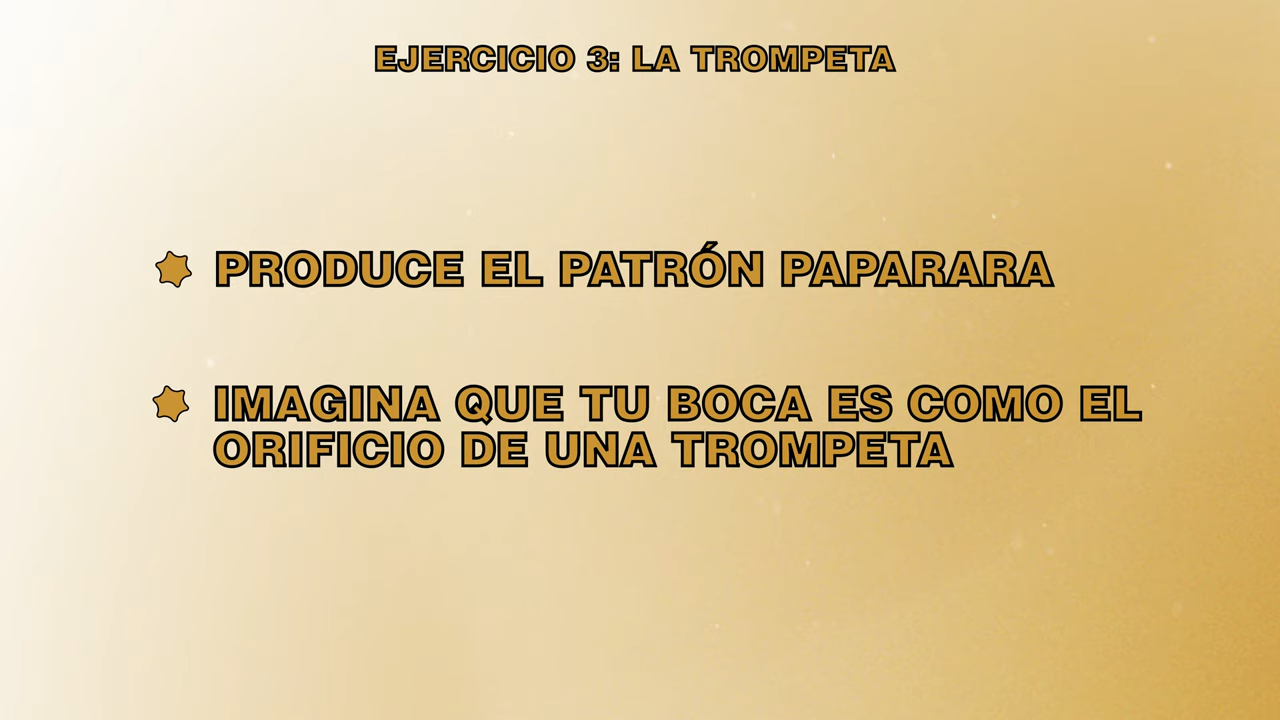 EJERCICIO 3: LA TROMPETA
PRODUCE EL PATRÓN PAPARARA
IMAGINA QUE TU BOCA ES COMO EL
ORIFICIO DE UNA TROMPETA